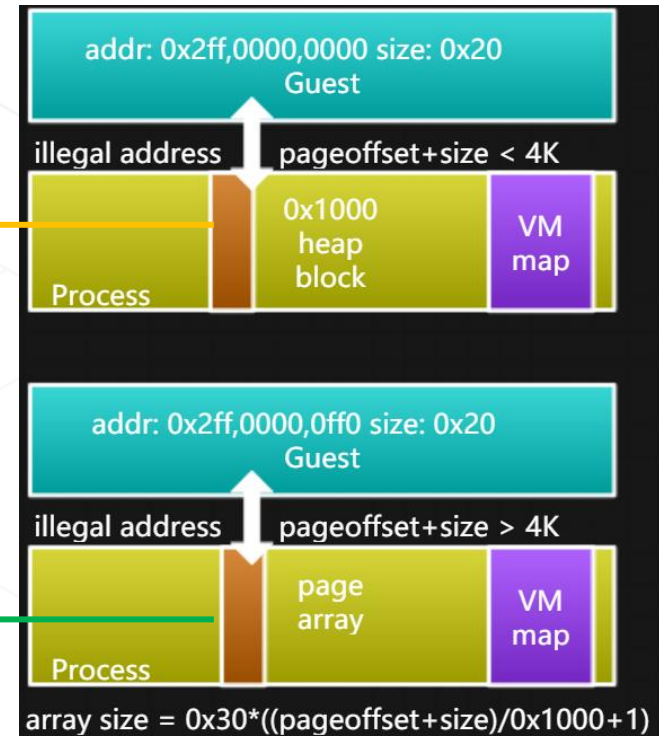 addr: 0x2ff,0000,0000 size: 0x20
Guest
illegal address pageoffset+size < 4K
0x1000
heap
block
VM
map
Process
addr: 0x2ff,0000,0ff0 size: 0x20
Guest
illegal address pageoffset+size > 4K
page
array
VM
map
Process
array size = 0x30*((pageoffset+size)/0x1000+1)